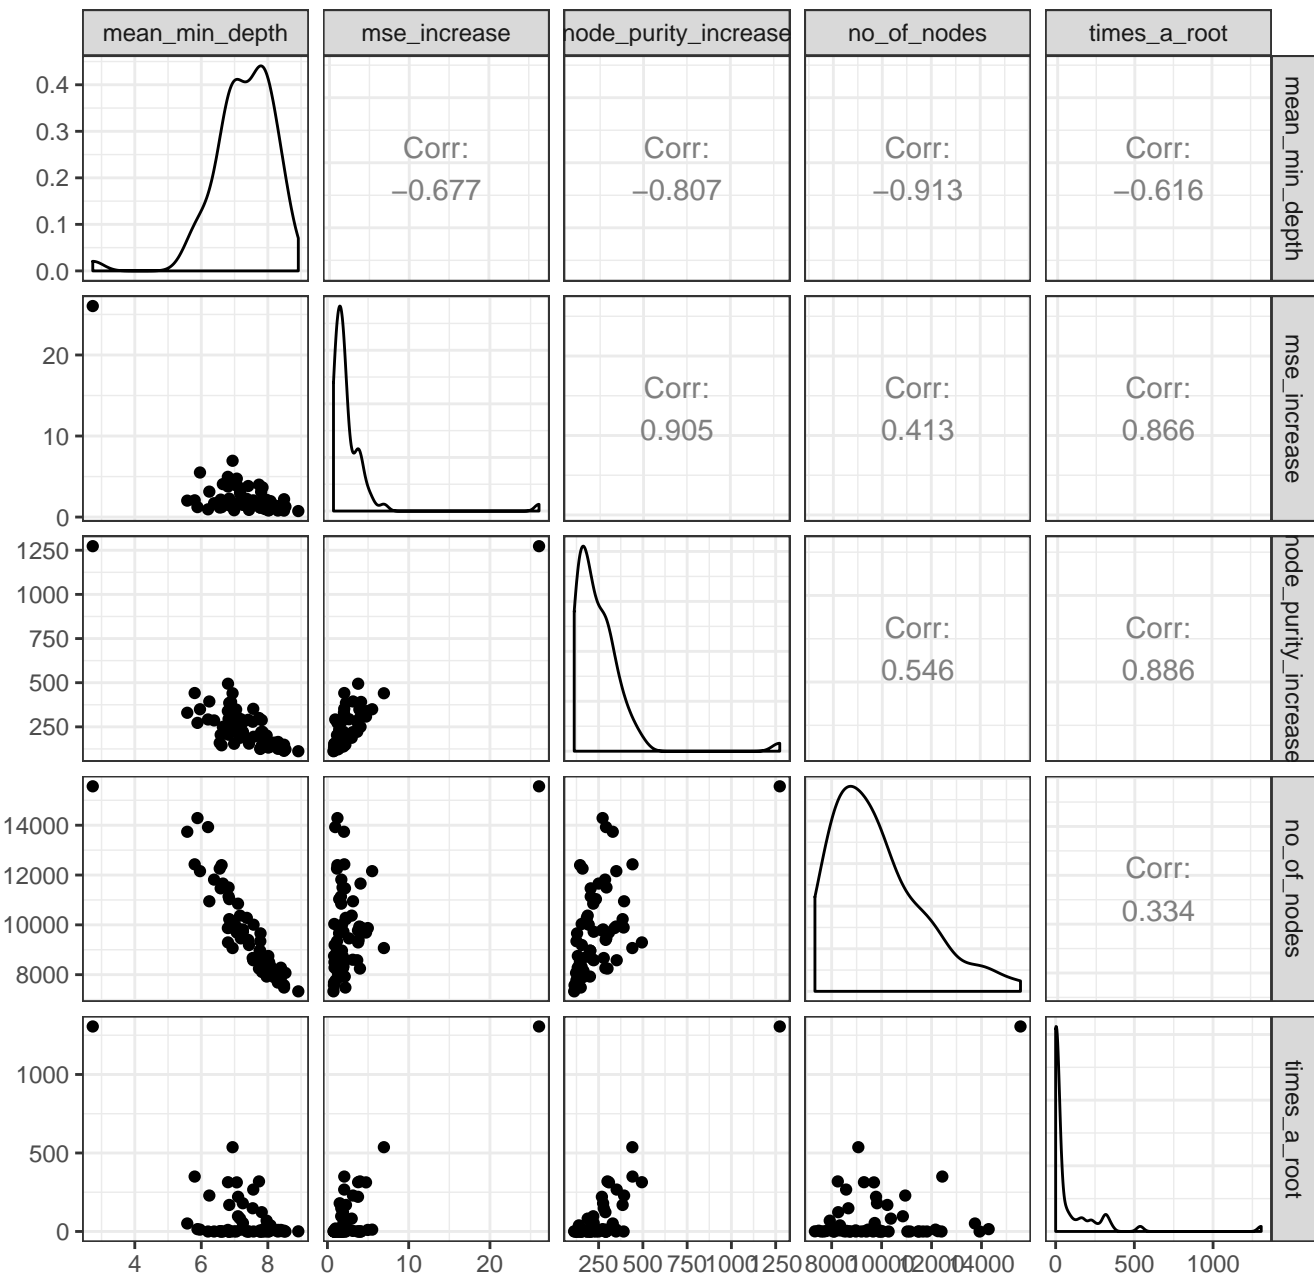 mean_min_depth
mse_increase
node_purity_increase
no_of_nodes
times_a_root
0.4
0.3
0.2
0.1
0.0
Corr:
−0.677
Corr:
−0.807
Corr:
−0.913
Corr:
−0.616
mean_min_depth
20
10
0
Corr:
0.905
Corr:
0.413
Corr:
0.866
mse_increase
1250
1000
750
500
250
Corr:
0.546
Corr:
0.886
node_purity_increase
14000
12000
10000
8000
Corr:
0.334
no_of_nodes
1000
500
0
times_a_root
4 6 8
0 10 20
250 500 750 1000 1250
8000 10000 12000 14000
0 500 1000